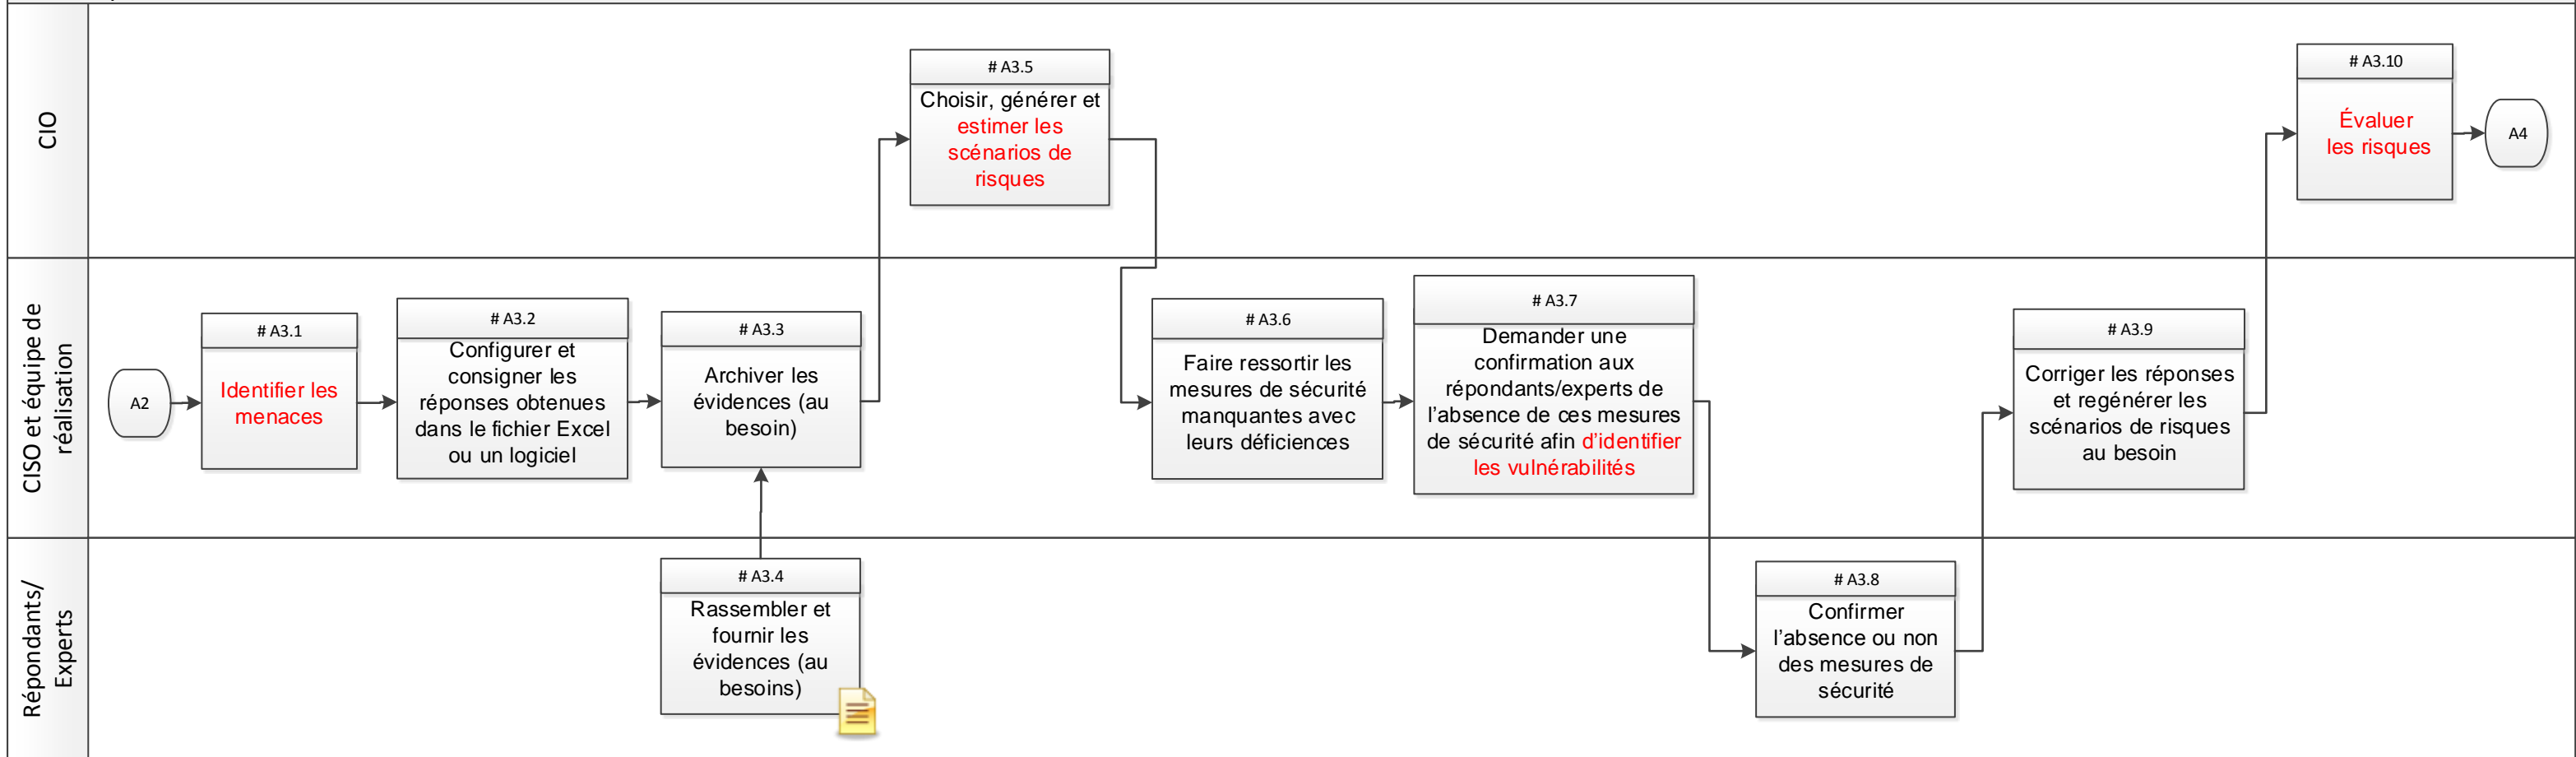 CIO
# A3.5
Choisir, générer et
estimer les
scénarios de
risques
# A3.10
Évaluer
les risques
A4
CISO et équipe de
réalisation
A2
# A3.1
Identifier les
menaces
# A3.2
Configurer et
consigner les
réponses obtenues
dans le fichier Excel
ou un logiciel
# A3.3
Archiver les
évidences (au
besoin)
# A3.6
Faire ressortir les
mesures de sécurité
manquantes avec
leurs déficiences
# A3.7
Demander une
confirmation aux
répondants/experts de
l’absence de ces mesures
de sécurité afin d’identifier
les vulnérabilités
# A3.9
Corriger les réponses
et regénérer les
scénarios de risques
au besoin
Répondants/
Experts
# A3.4
Rassembler et
fournir les
évidences (au
besoins)
# A3.8
Confirmer
l’absence ou non
des mesures de
sécurité